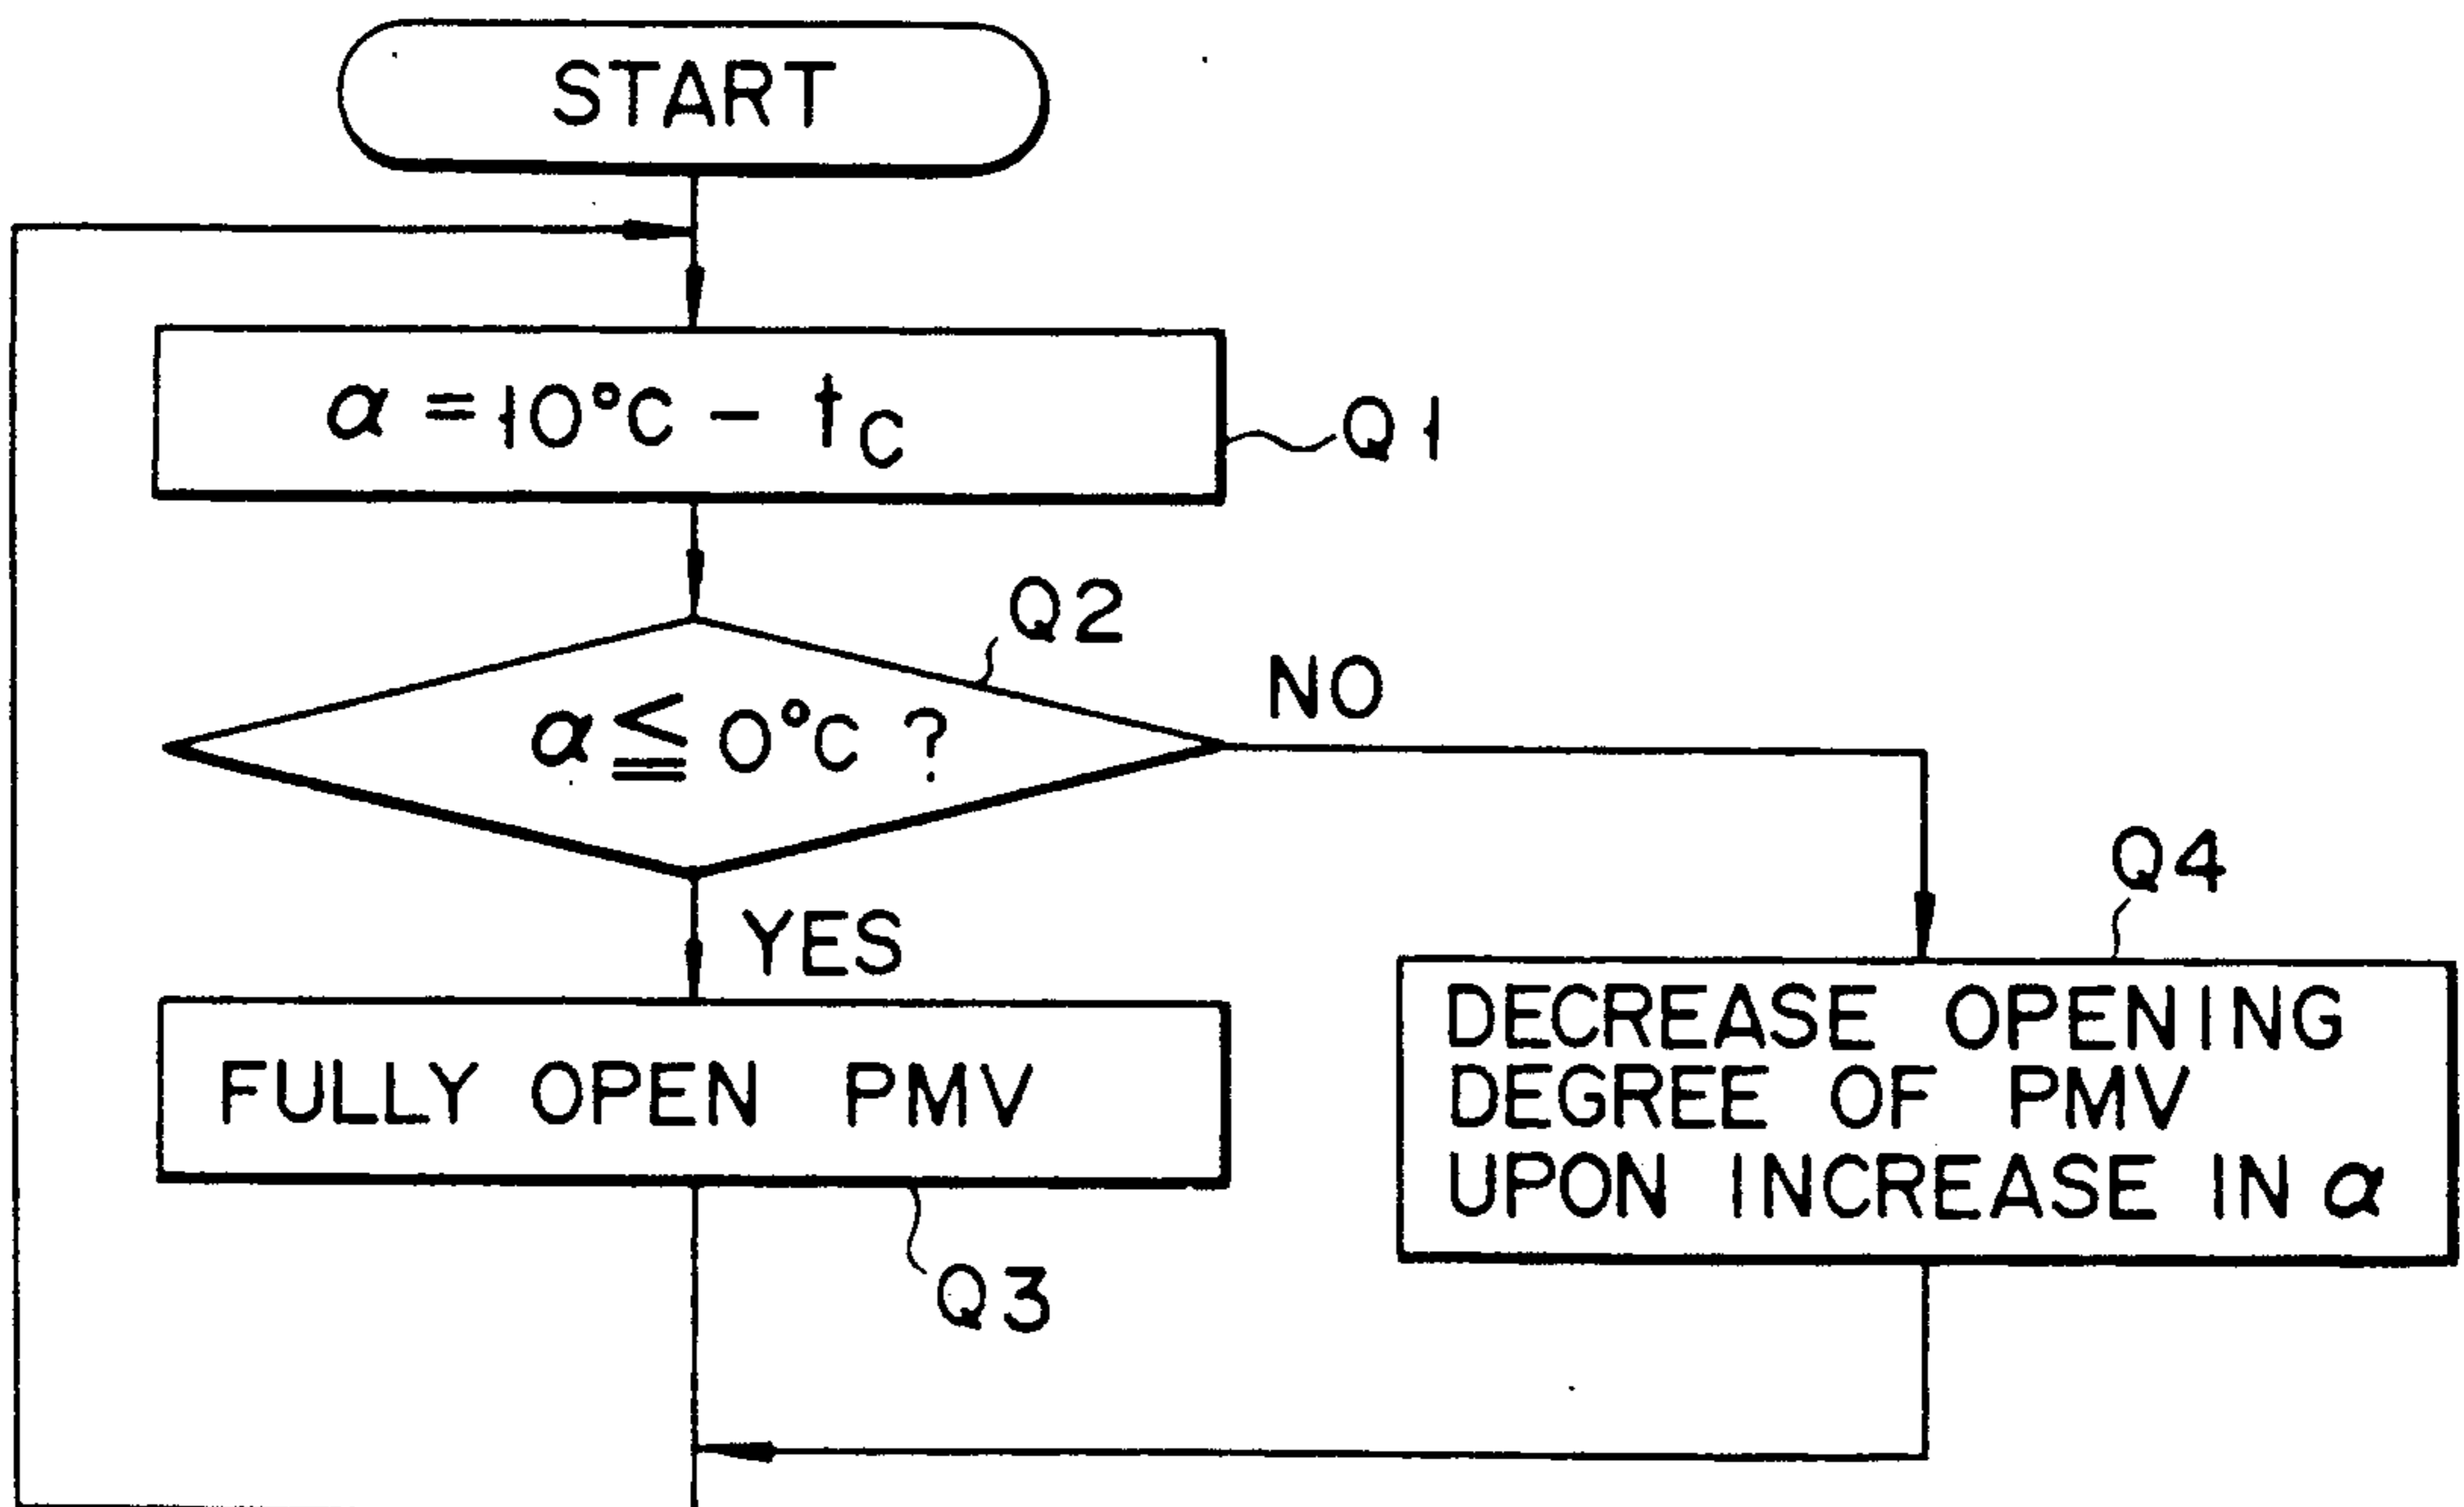 START
α = 10°C - tC
Q1
Q2
α ≦ 0°C ?
NO
YES
Q4
FULLY OPEN PMV
DECREASE OPENING
DEGREE OF PMV
UPON INCREASE IN α
Q3